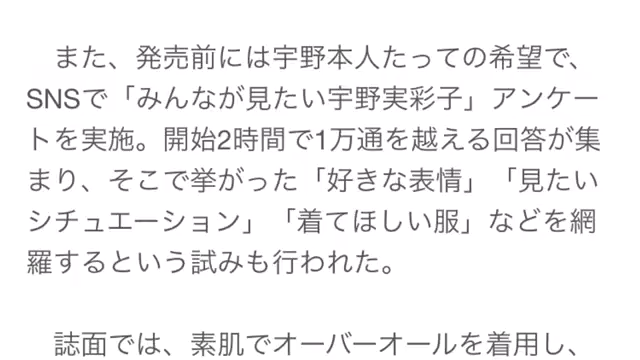 また、発売前には宇野本人たっての希望で、
SNSで「みんなが見たい宇野実彩子」アンケー
トを実施。開始2時間で1万通を越える回答が集
まり、そこで挙がった「好きな表情」「見たい
シチュエーション」「着てほしい服」などを網
羅するという試みも行われた。
　誌面では、素肌でオーバーオールを着用し、